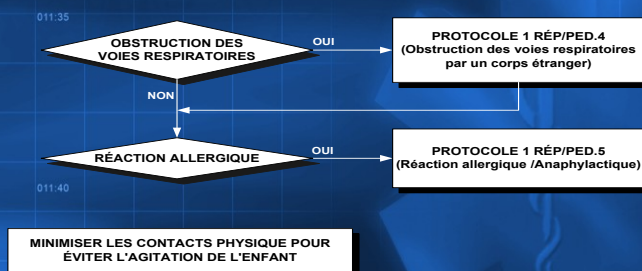 011:35
OBSTRUCTION DES
VOIES RESPIRATOIRES
OUI
PROTOCOLE 1 RÉP/PED.4
(Obstruction des voies respiratoires
par un corps étranger)
NON
RÉACTION ALLERGIQUE
OUI
PROTOCOLE 1 RÉP/PED.5
(Réaction allergique /Anaphylactique)
011:40
MINIMISER LES CONTACTS PHYSIQUE POUR
ÉVITER L'AGITATION DE L'ENFANT